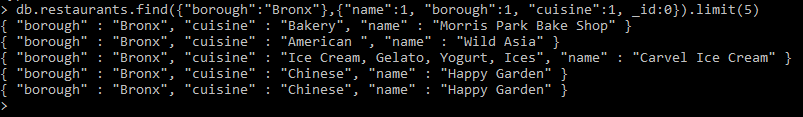 > db.restaurants.find({"borough":"Bronx"},{"name":1, "borough":1, "cuisine":1, _id:0}).limit(5)
{ "borough" : "Bronx", "cuisine" : "Bakery", "name" : "Morris Park Bake Shop" }
{ "borough" : "Bronx", "cuisine" : "American ", "name" : "Wild Asia" }
{ "borough" : "Bronx", "cuisine" : "Ice Cream, Gelato, Yogurt, Ices", "name" : "Carvel Ice Cream" }
{ "borough" : "Bronx", "cuisine" : "Chinese", "name" : "Happy Garden" }
{ "borough" : "Bronx", "cuisine" : "Chinese", "name" : "Happy Garden" }
>